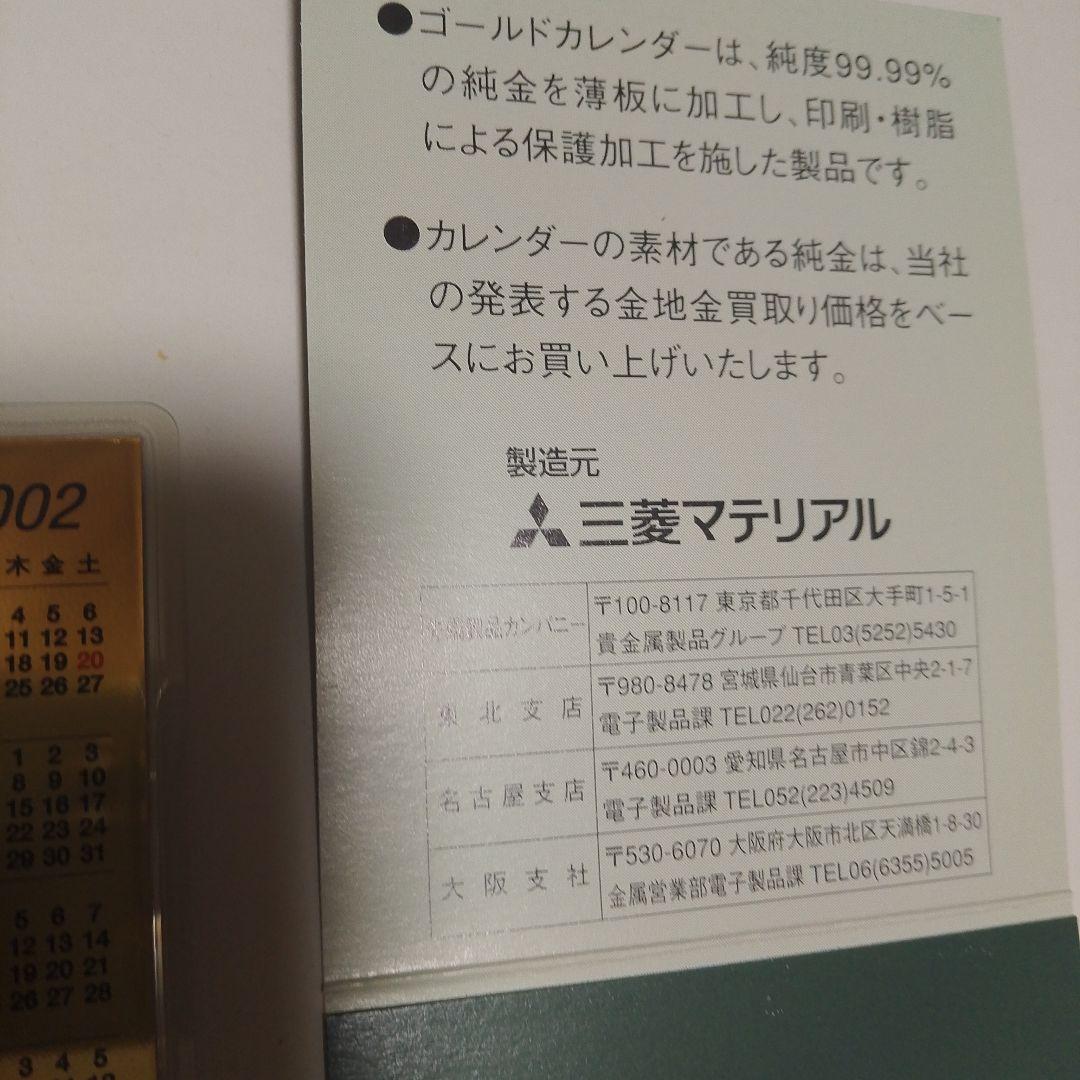 ●ゴールドカレンダーは、純度99.99%
の純金を薄板に加工し、印刷・樹脂
による保護加工を施した製品です。
●カレンダーの素材である純金は、当社
の発表する金地金買取り価格をベー
スにお買い上げいたします。
製造元
三菱マテリアル
製品カンパニー
〒100-8117 東京都千代田区大手町1-5-1
貴金属製品グループ TEL03(5252)5430
東北支店
〒980-8478 宮城県仙台市青葉区中央2-1-7
電子製品課 TEL022(262)0152
名古屋支店
〒460-0003 愛知県名古屋市中区錦2-4-3
電子製品課 TEL052(223)4509
大阪支社
〒530-6070 大阪府大阪市北区天満橋1-8-30
金属営業部電子製品課 TEL06(6355)5005
002
木 金 土
4 5 6
11 12 13
18 19 20
25 26 27
1 2 3
8 9 10
15 16 17
22 23 24
29 30 31
5 6 7
12 13 14
19 20 21
26 27 28
3 4 5